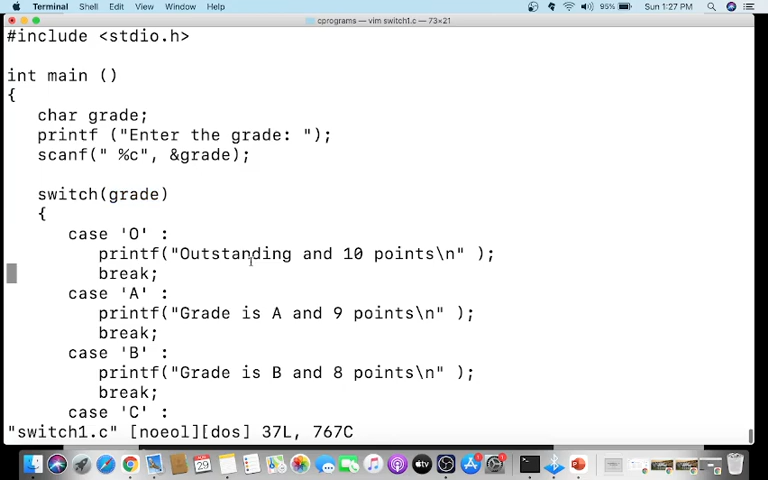 Terminal Shell Edit View Window Help 95% Sun 1:27 PM
cprograms — vim switch1.c — 73×21
#include <stdio.h>
int main ()
{
char grade;
printf ("Enter the grade: ");
scanf(" %c", &grade);
switch(grade)
{
case 'O' :
printf("Outstanding and 10 points\n" );
break;
case 'A' :
printf("Grade is A and 9 points\n" );
break;
case 'B' :
printf("Grade is B and 8 points\n" );
break;
case 'C' :
"switch1.c" [noeol][dos] 37L, 767C
29
tv